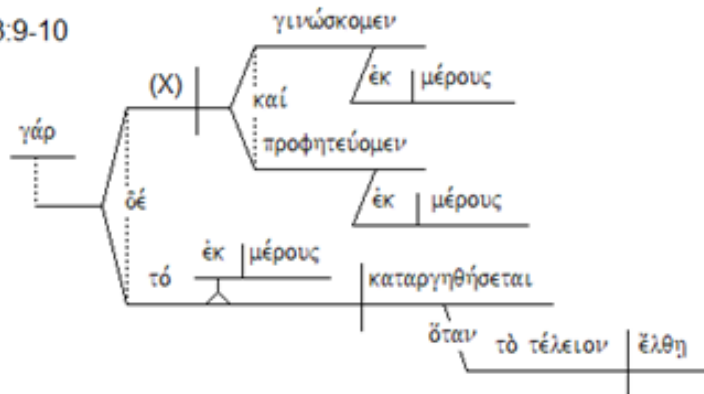 3:9-10
γινώσκομεν
(X)
ἐκ μέρους
καί
γάρ
προφητεύομεν
δέ
ἐκ μέρους
τό
ἐκ μέρους
καταργηθήσεται
ὅταν
τὸ τέλειον ἔλθῃ